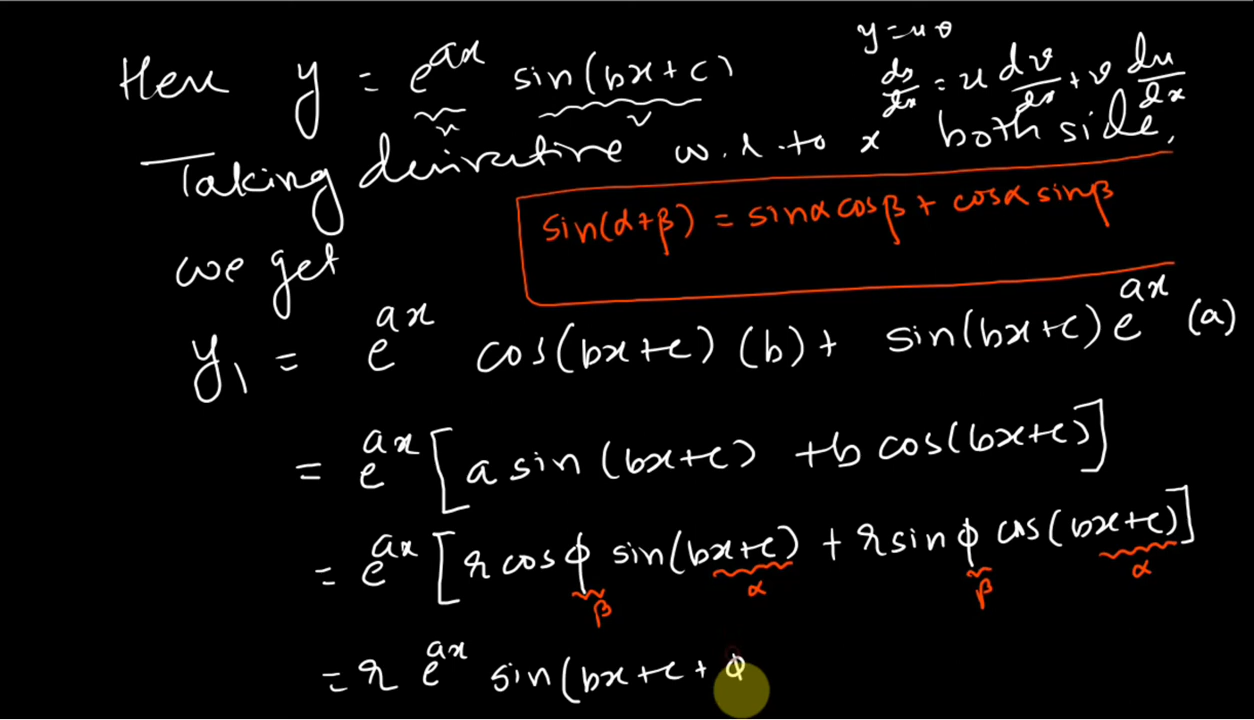 Here y = e^{ax} sin(bx+c)
u v
y = uv
dy/dx = u dv/dx + v du/dx
Taking derivative w.r.to x both side,
we get
sin(α+β) = sinα cosβ + cosα sinβ
y₁ = e^{ax} cos(bx+c) (b) + sin(bx+c) e^{ax} (a)
= e^{ax} [a sin(bx+c) + b cos(bx+c)]
= e^{ax} [r cosϕ sin(bx+c) + r sinϕ cos(bx+c)]
β α β α
= r e^{ax} sin(bx+c+ϕ